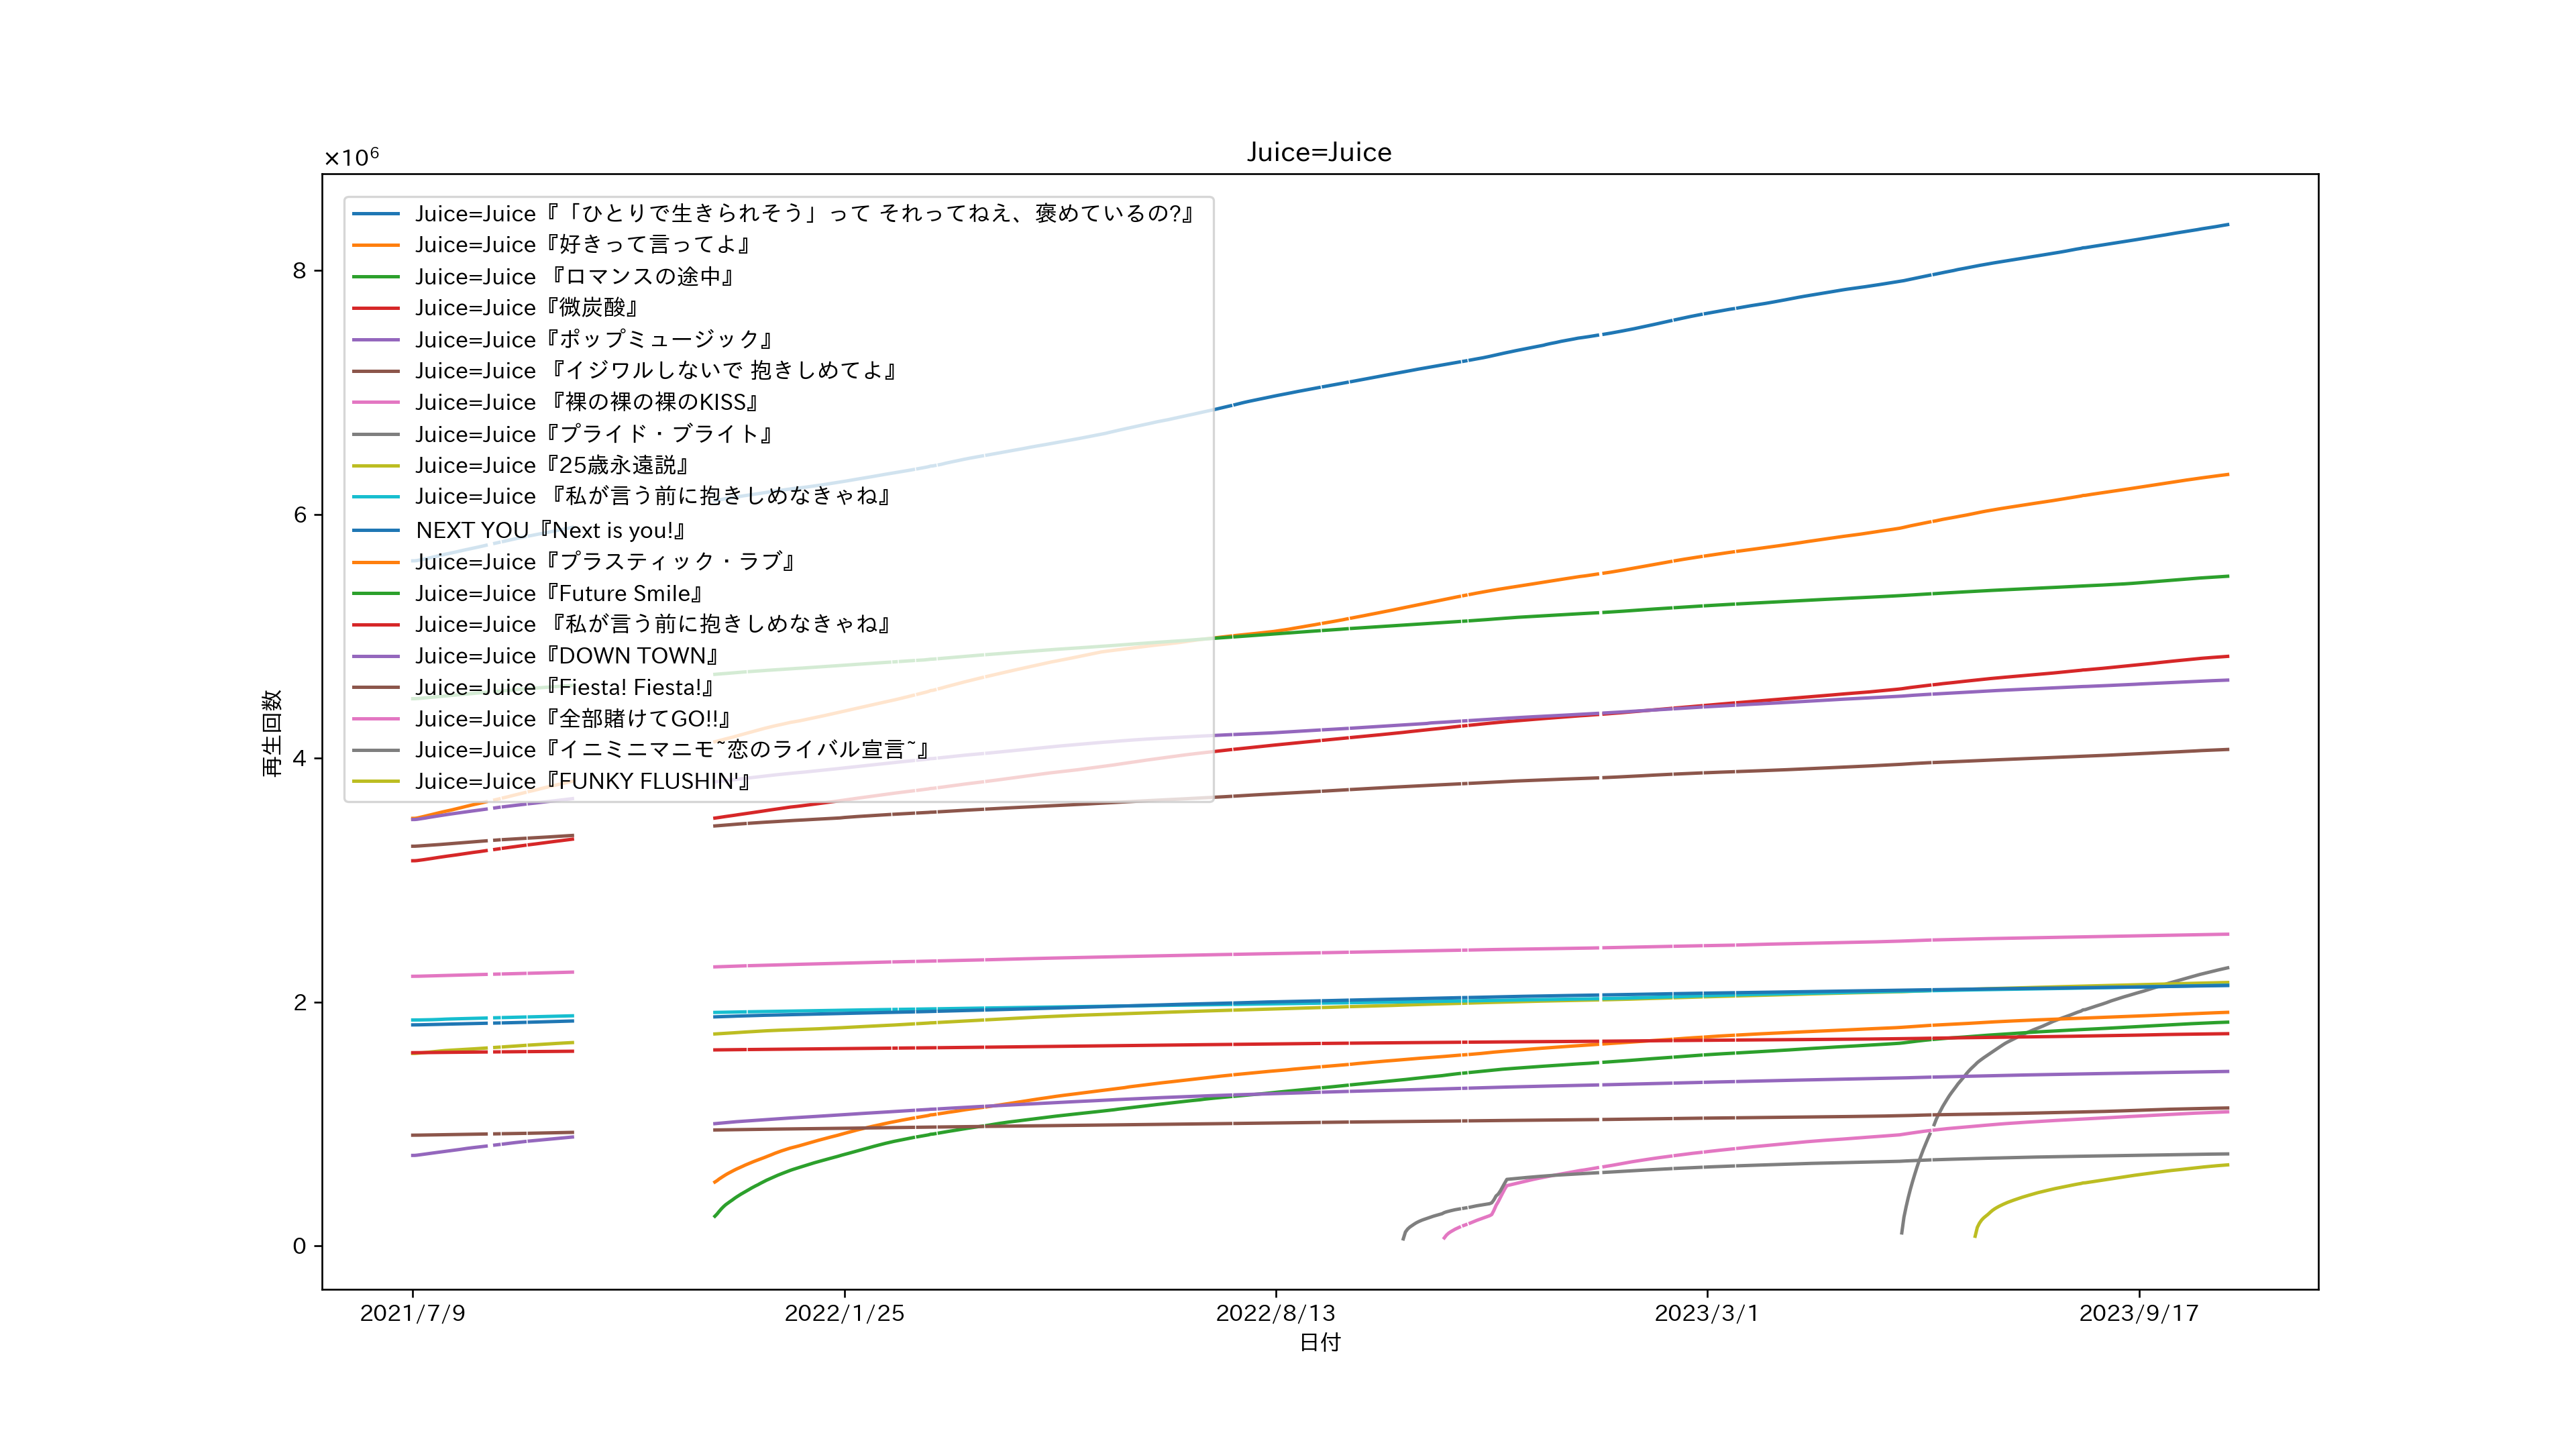 Juice=Juice
×10⁶
Juice=Juice『「ひとりで生きられそう」って それってねえ、褒めているの?』
Juice=Juice『好きって言ってよ』
Juice=Juice 『ロマンスの途中』
Juice=Juice『微炭酸』
Juice=Juice『ポップミュージック』
Juice=Juice 『イジワルしないで 抱きしめてよ』
Juice=Juice 『裸の裸の裸のKISS』
Juice=Juice『プライド・ブライト』
Juice=Juice『25歳永遠説』
Juice=Juice 『私が言う前に抱きしめなきゃね』
NEXT YOU『Next is you!』
Juice=Juice『プラスティック・ラブ』
Juice=Juice『Future Smile』
Juice=Juice 『私が言う前に抱きしめなきゃね』
Juice=Juice『DOWN TOWN』
Juice=Juice『Fiesta! Fiesta!』
Juice=Juice『全部賭けてGO!!』
Juice=Juice『イニミニマニモ~恋のライバル宣言~』
Juice=Juice『FUNKY FLUSHIN'』
8
6
4
2
0
再生回数
2021/7/9
2022/1/25
2022/8/13
2023/3/1
2023/9/17
日付